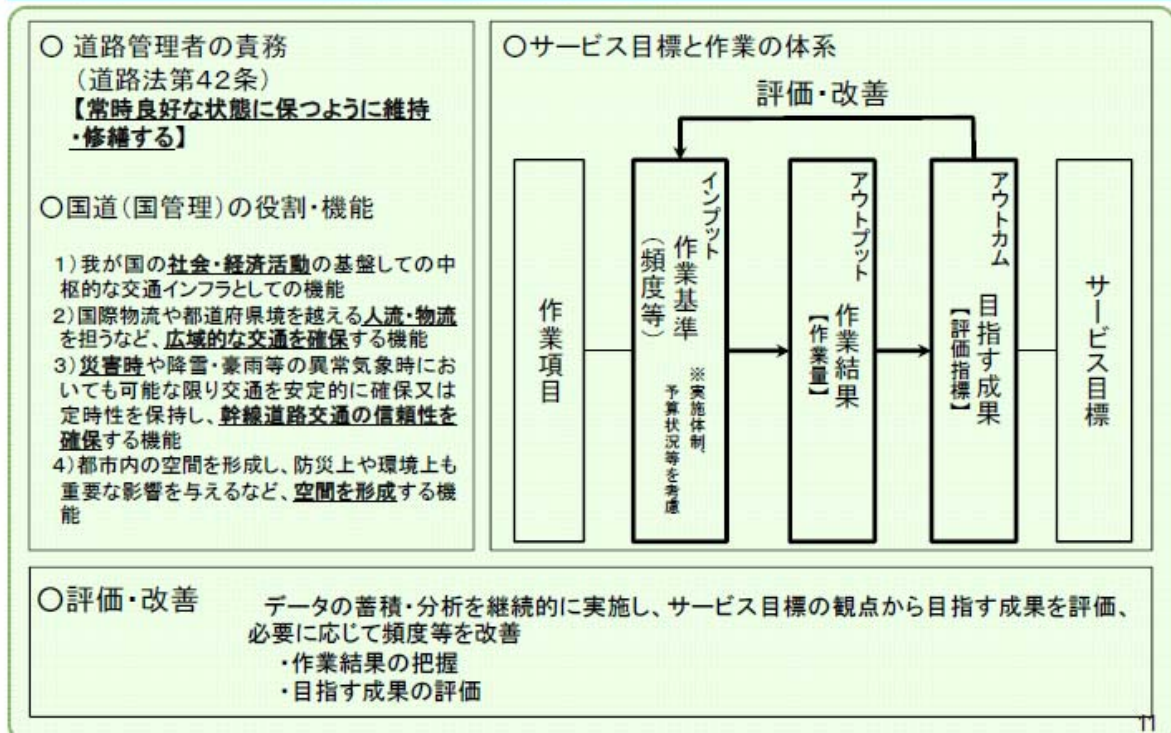 ○ 道路管理者の責務
（道路法第42条）
【常時良好な状態に保つように維持
・修繕する】
○国道（国管理）の役割・機能
1）我が国の社会・経済活動の基盤しての中
枢的な交通インフラとしての機能
2）国際物流や都道府県境を越える人流・物流
を担うなど、広域的な交通を確保する機能
3）災害時や降雪・豪雨等の異常気象時にお
いても可能な限り交通を安定的に確保又は
定時性を保持し、幹線道路交通の信頼性を
確保する機能
4）都市内の空間を形成し、防災上や環境上も
重要な影響を与えるなど、空間を形成する機
能
○サービス目標と作業の体系
評価・改善
作業項目
インプット
作業基準
（頻度等）
※実施体制、
予算状況等を考慮
アウトプット
作業結果
【作業量】
アウトカム
目指す成果
【評価指標】
サービス目標
○評価・改善
データの蓄積・分析を継続的に実施し、サービス目標の観点から目指す成果を評価、
必要に応じて頻度等を改善
・作業結果の把握
・目指す成果の評価
11